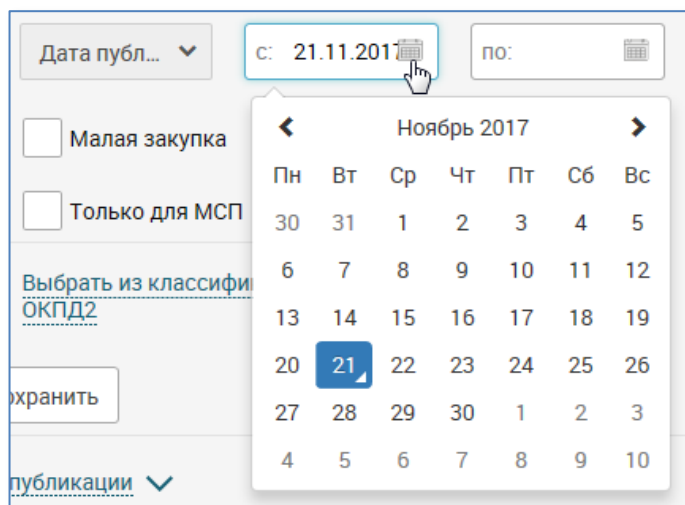 Дата публ...
с: 21.11.2017
по:
Малая закупка
Только для МСП
Выбрать из классифи
ОКПД2
охранить
публикации
Ноябрь 2017
Пн Вт Ср Чт Пт Сб Вс
30 31 1 2 3 4 5
6 7 8 9 10 11 12
13 14 15 16 17 18 19
20 21 22 23 24 25 26
27 28 29 30 1 2 3
4 5 6 7 8 9 10